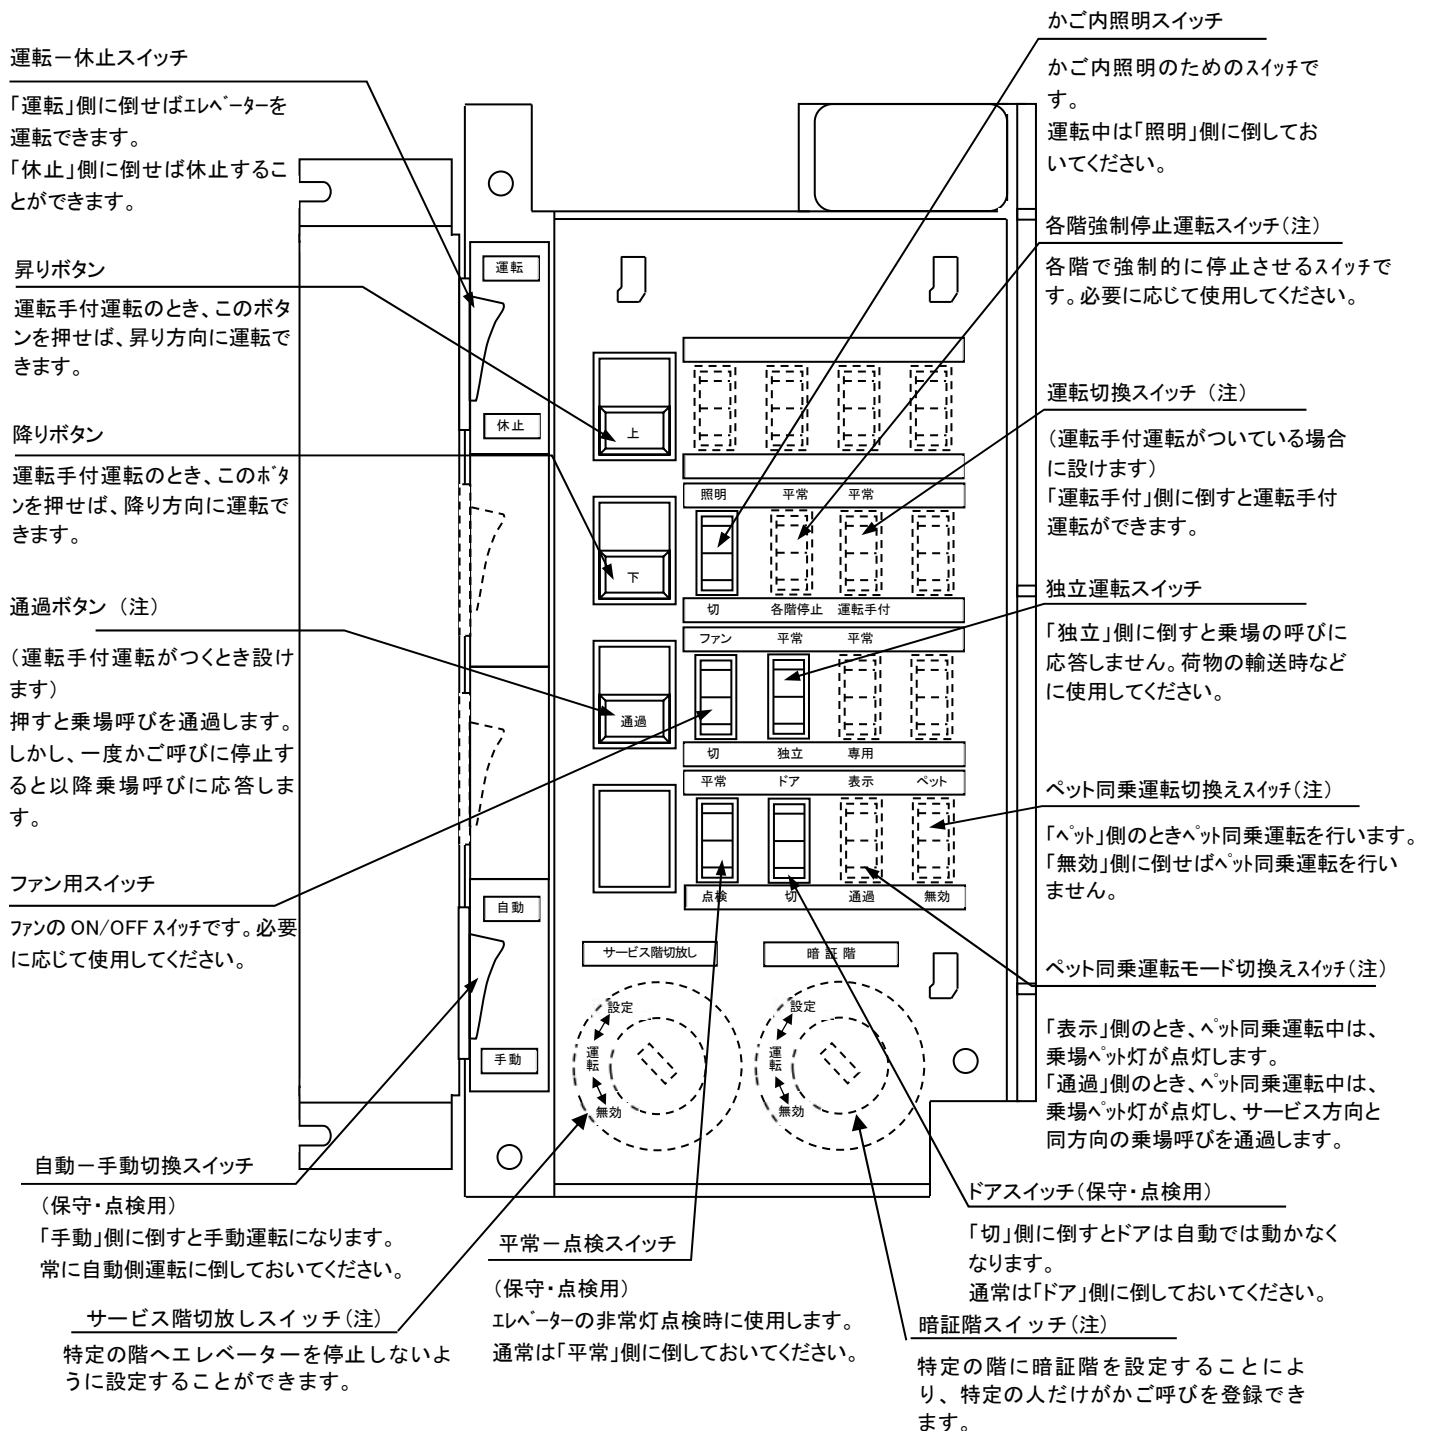 運転－休止スイッチ
「運転」側に倒せばｴﾚﾍﾞｰﾀｰを
運転できます。
「休止」側に倒せば休止するこ
とができます。
昇りボタン
運転手付運転のとき、このボタ
ンを押せば、昇り方向に運転で
きます。
降りボタン
運転手付運転のとき、このﾎﾞﾀ
ﾝを押せば、降り方向に運転で
きます。
通過ボタン（注）
（運転手付運転がつくとき設け
ます）
押すと乗場呼びを通過します。
しかし、一度かご呼びに停止す
ると以降乗場呼びに応答しま
す。
ファン用スイッチ
ﾌｧﾝの ON/OFF ｽｲｯﾁです。必要
に応じて使用してください。
自動－手動切換スイッチ
（保守・点検用）
「手動」側に倒すと手動運転になります。
常に自動側運転に倒しておいてください。
サービス階切放しスイッチ（注）
特定の階へエレベーターを停止しないよ
うに設定することができます。
運転
休止
自動
手動
上
下
通過
照明 平常 平常
切 各階停止 運転手付
ファン 平常 平常
切 独立 専用
平常 ドア 表示 ペット
点検 切 通過 無効
サービス階切放し
暗証階
設定
運転
無効
設定
運転
無効
平常－点検スイッチ
（保守・点検用）
ｴﾚﾍﾞｰﾀｰの非常灯点検時に使用します。
通常は「平常」側に倒しておいてください。
かご内照明スイッチ
かご内照明のためのｽｲｯﾁで
す。
運転中は「照明」側に倒してお
いてください。
各階強制停止運転スイッチ（注）
各階で強制的に停止させるｽｲｯﾁで
す。必要に応じて使用してください。
運転切換スイッチ（注）
（運転手付運転がついている場合
に設けます）
「運転手付」側に倒すと運転手付
運転ができます。
独立運転スイッチ
「独立」側に倒すと乗場の呼びに
応答しません。荷物の輸送時など
に使用してください。
ペット同乗運転切換えｽｲｯﾁ（注）
「ﾍﾟｯﾄ」側のときﾍﾟｯﾄ同乗運転を行います。
「無効」側に倒せばﾍﾟｯﾄ同乗運転を行い
ません。
ペット同乗運転モード切換えｽｲｯﾁ（注）
「表示」側のとき、ﾍﾟｯﾄ同乗運転中は、
乗場ﾍﾟｯﾄ灯が点灯します。
「通過」側のとき、ﾍﾟｯﾄ同乗運転中は、
乗場ﾍﾟｯﾄ灯が点灯し、サービス方向と
同方向の乗場呼びを通過します。
ドアスイッチ（保守・点検用）
「切」側に倒すとドアは自動では動かなく
なります。
通常は「ドア」側に倒しておいてください。
暗証階スイッチ（注）
特定の階に暗証階を設定することによ
り、特定の人だけがかご呼びを登録でき
ます。